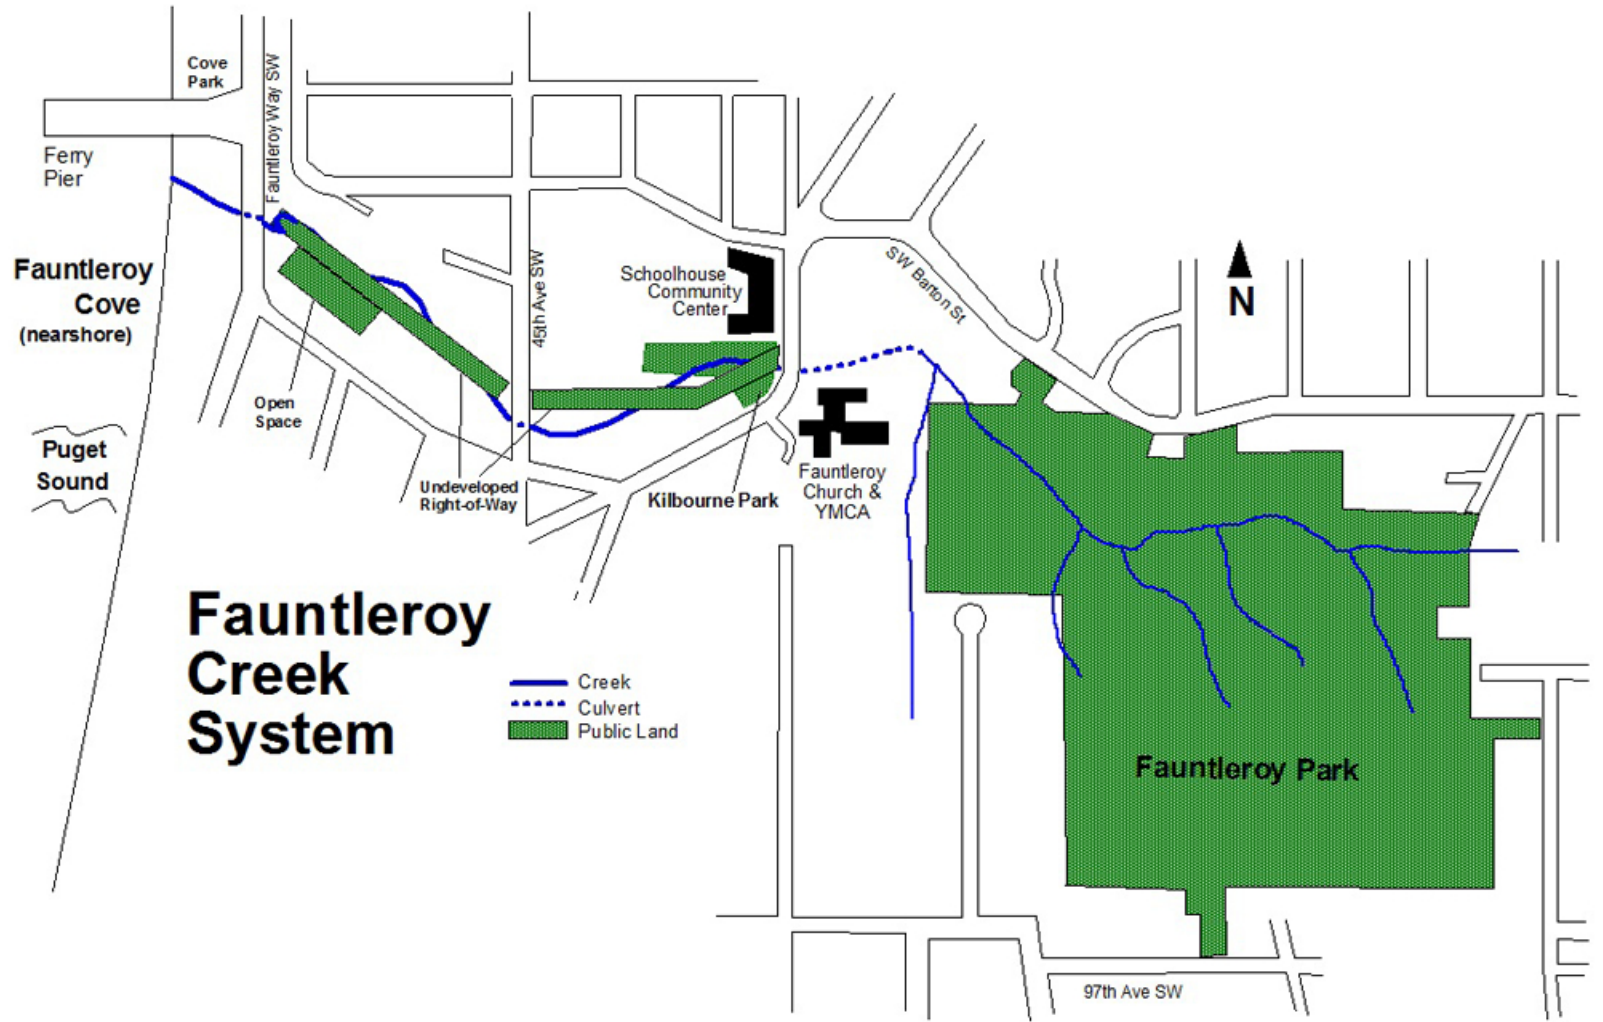 Cove
Park
Fauntleroy Way SW
Ferry
Pier
Fauntleroy
Cove
(nearshore)
Puget
Sound
Open
Space
45th Aye SW
Schoolhouse
Community
Center
SW Barton St
N
Undeveloped
Right-of-Way
Kilbourne Park
Fauntleroy
Church &
YMCA
Fauntleroy
Creek
System
Creek
Culvert
Public Land
Fauntleroy Park
97th Ave SW